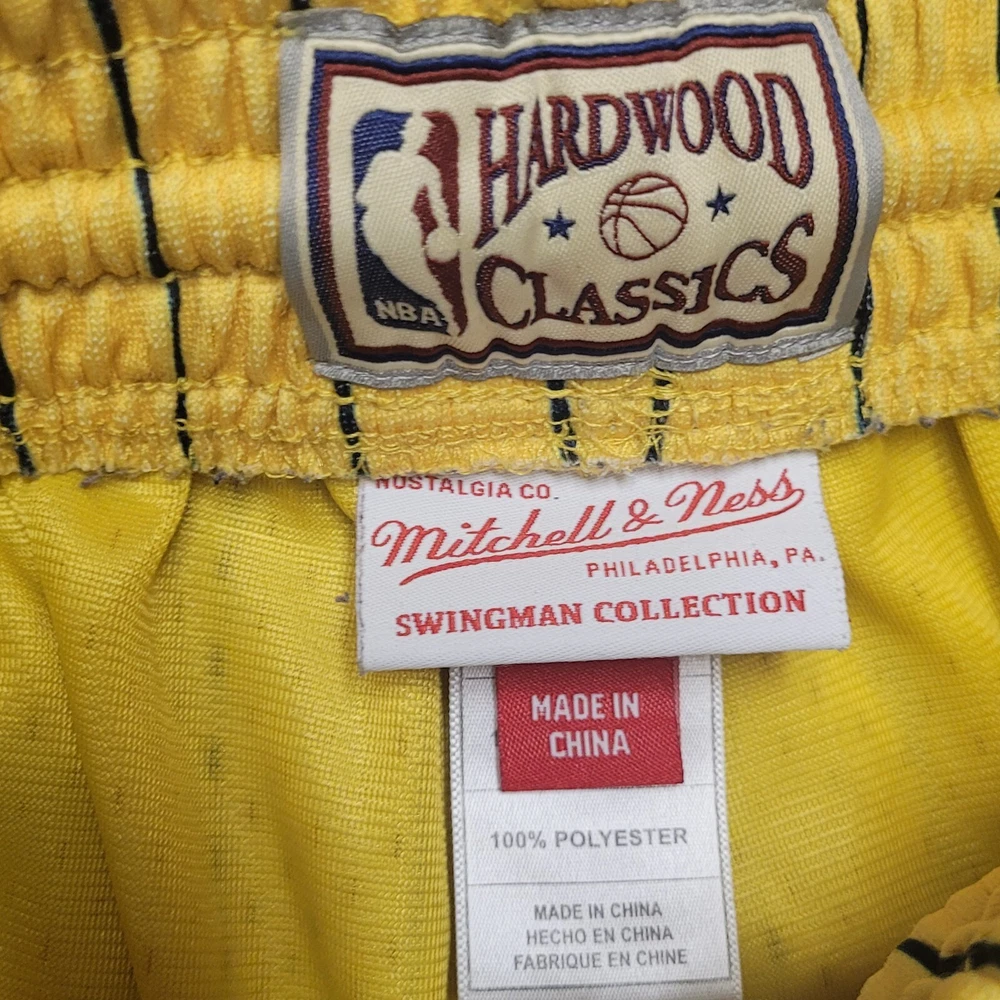 HARDWOOD
CLASSICS
NBA
NOSTALGIA CO.
Mitchell & Ness
PHILADELPHIA, PA.
SWINGMAN COLLECTION
MADE IN
CHINA
100% POLYESTER
MADE IN CHINA
HECHO EN CHINA
FABRIQUE EN CHINE